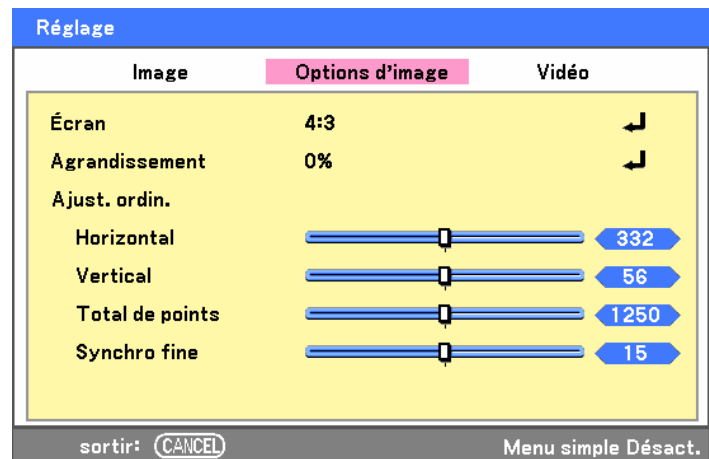 Réglage
Image Options d'image Vidéo
Écran 4:3
Agrandissement 0%
Ajust. ordin.
Horizontal 332
Vertical 56
Total de points 1250
Synchro fine 15
sortir: CANCEL Menu simple Désact.